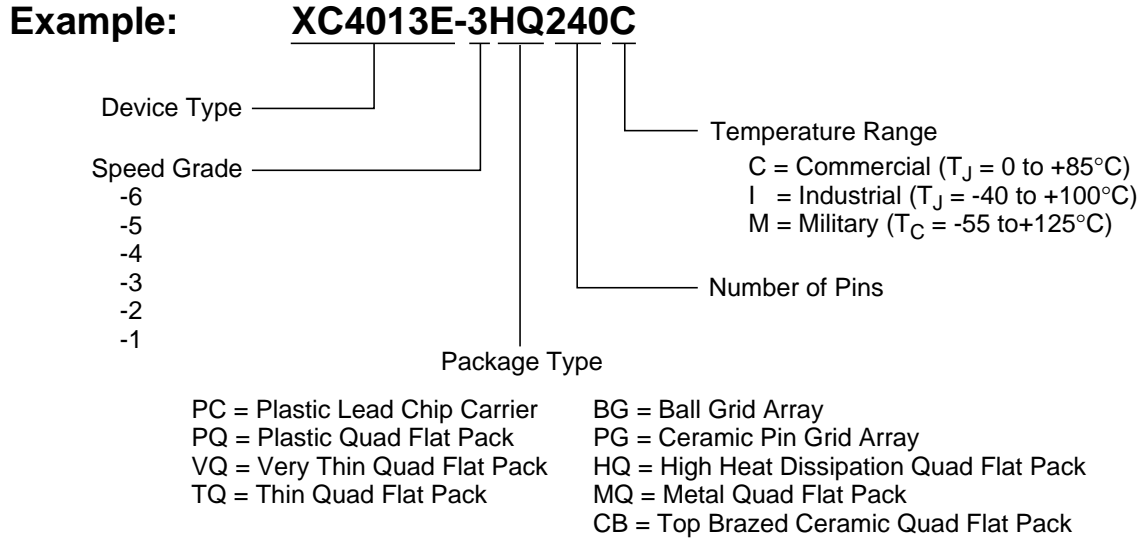 Example: XC4013E-3HQ240C
Device Type
Temperature Range
C = Commercial (TJ = 0 to +85°C)
I = Industrial (TJ = -40 to +100°C)
M = Military (TC = -55 to+125°C)
Speed Grade
-6
-5
-4
-3
-2
-1
Number of Pins
Package Type
PC = Plastic Lead Chip Carrier
PQ = Plastic Quad Flat Pack
VQ = Very Thin Quad Flat Pack
TQ = Thin Quad Flat Pack
BG = Ball Grid Array
PG = Ceramic Pin Grid Array
HQ = High Heat Dissipation Quad Flat Pack
MQ = Metal Quad Flat Pack
CB = Top Brazed Ceramic Quad Flat Pack